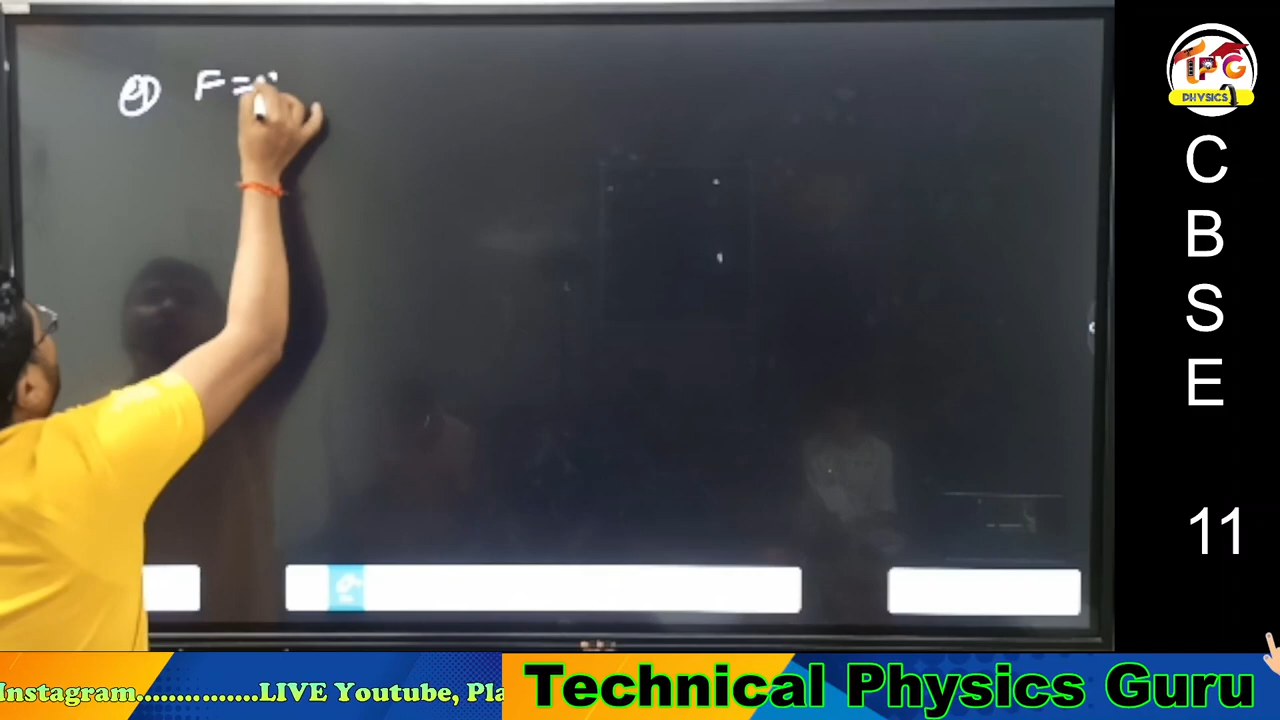 F =
TPG
PHYSICS
C
B
S
E
11
Instagram..............LIVE Youtube, Pla
Technical Physics Guru